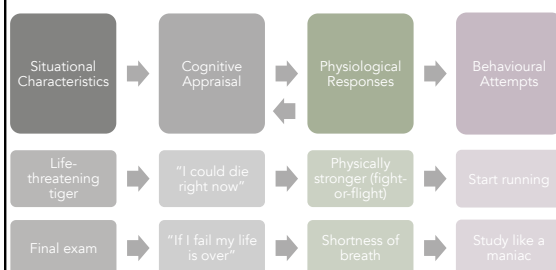 Situational
Characteristics
Cognitive
Appraisal
Physiological
Responses
Behavioural
Attempts
Life-
threatening
tiger
"I could die
right now"
Physically
stronger (fight-
or-flight)
Start running
Final exam
"If I fail my life
is over"
Shortness of
breath
Study like a
maniac